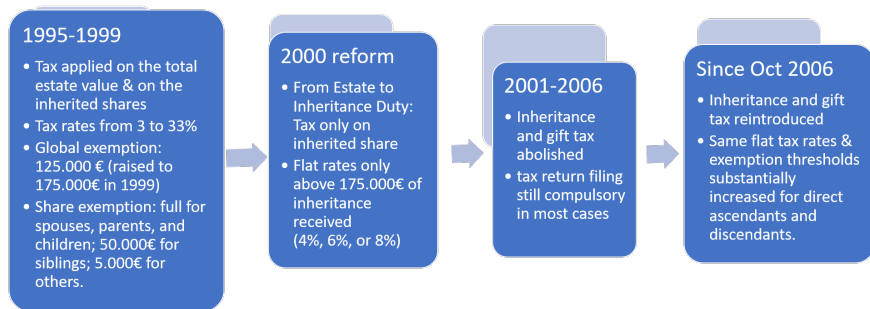 1995-1999
• Tax applied on the total
estate value & on the
inherited shares
• Tax rates from 3 to 33%
• Global exemption:
125.000 € (raised to
175.000€ in 1999)
• Share exemption: full for
spouses, parents, and
children; 50.000€ for
siblings; 5.000€ for
others.
2000 reform
• From Estate to
Inheritance Duty:
Tax only on
inherited share
• Flat rates only
above 175.000€ of
inheritance
received
(4%, 6%, or 8%)
2001-2006
• Inheritance
and gift tax
abolished
• tax return filing
still compulsory
in most cases
Since Oct 2006
• Inheritance and gift
tax reintroduced
• Same flat tax rates &
exemption thresholds
substantially
increased for direct
ascendants and
discendants.